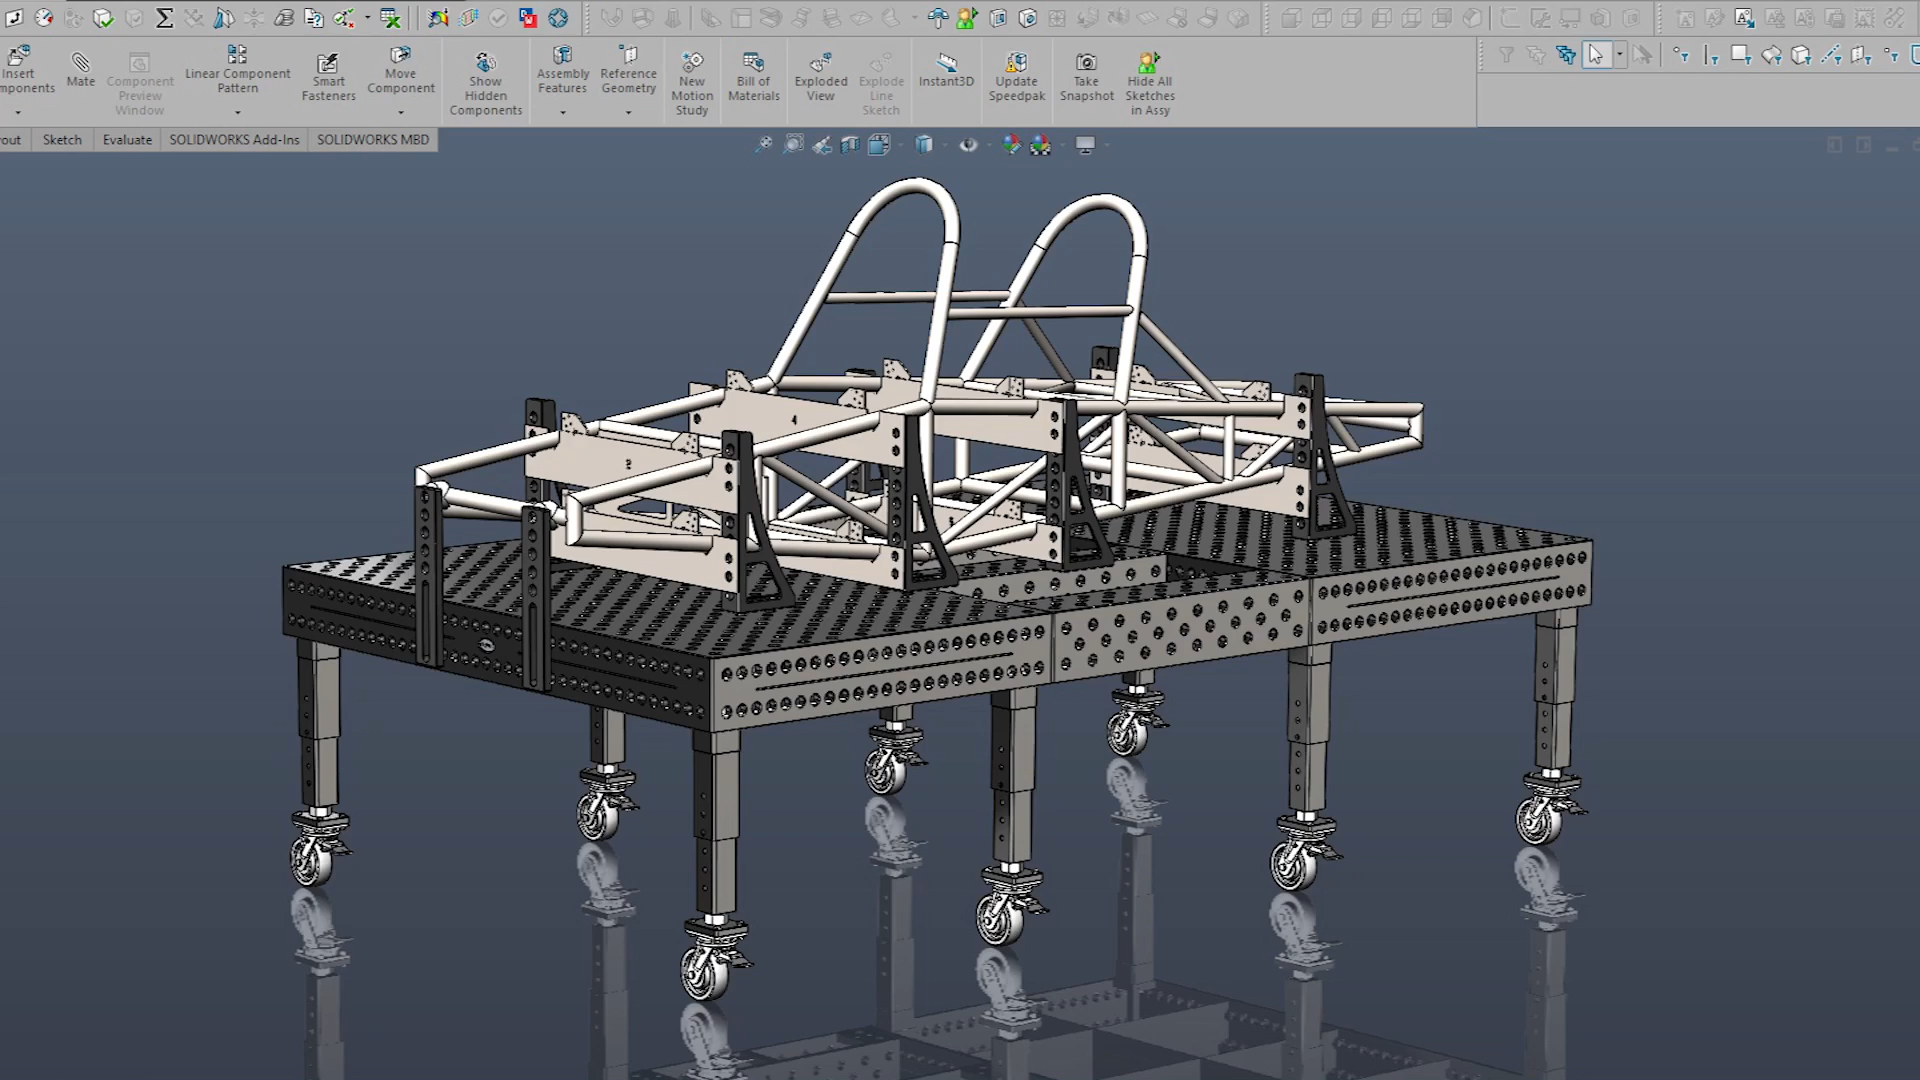 Insert
mponents
Mate
Component
Preview
Window
Linear Component
Pattern
Smart
Fasteners
Move
Component
Show
Hidden
Components
Assembly
Features
Reference
Geometry
New
Motion
Study
Bill of
Materials
Exploded
View
Explode
Line
Sketch
Instant3D
Update
Speedpak
Take
Snapshot
Hide All
Sketches
in Assy
out
Sketch
Evaluate
SOLIDWORKS Add-Ins
SOLIDWORKS MBD
4
2